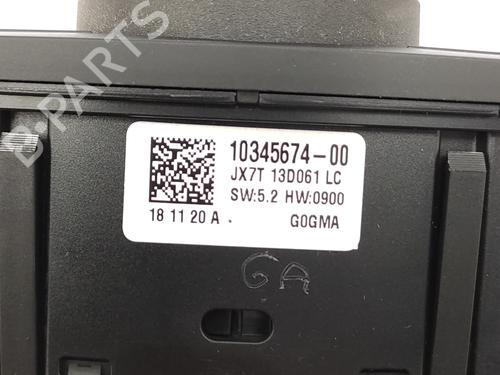 B-PARTS
10345674-00
JX7T 13D061 LC
SW:5.2 HW:0900
18 11 20 A
G0GMA
GA